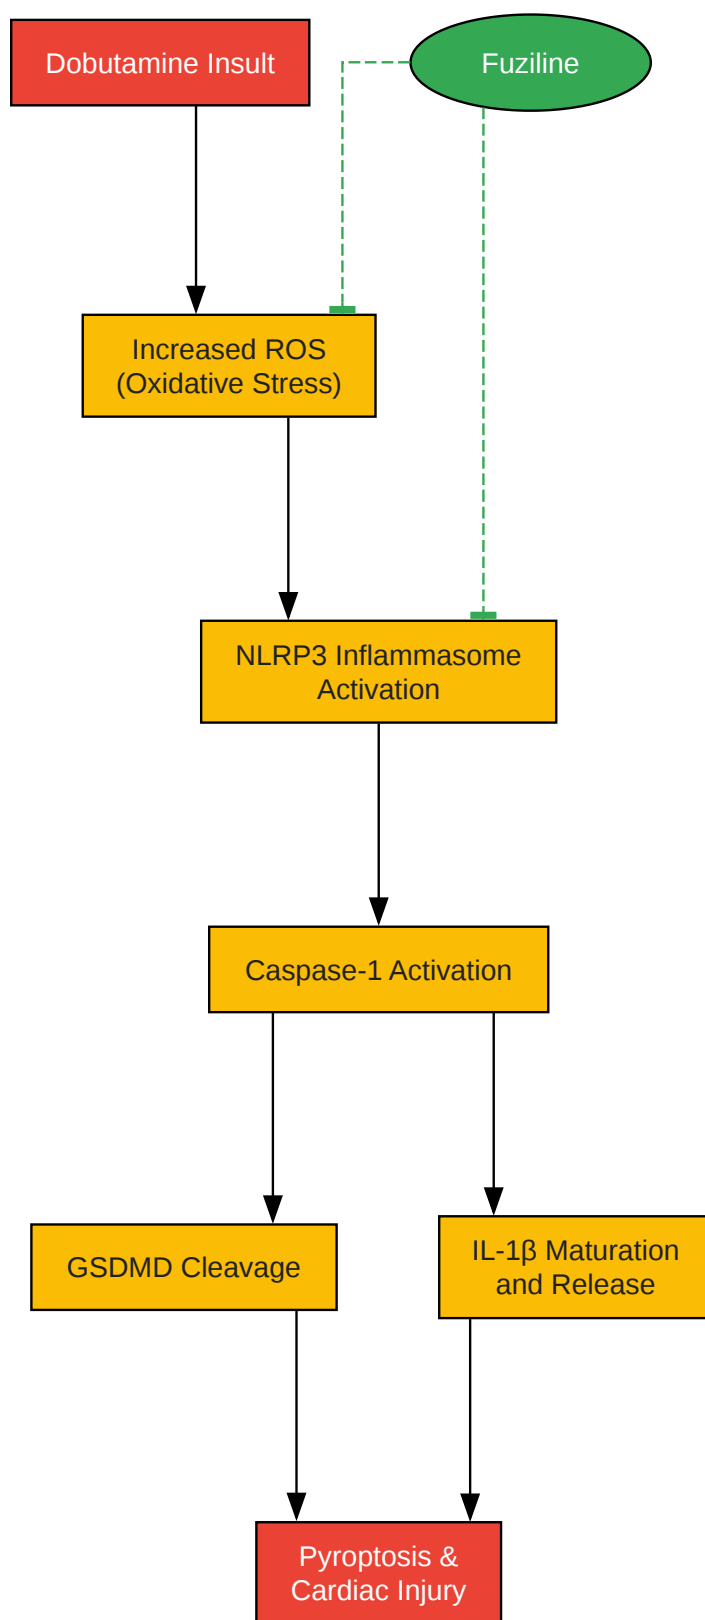 Dobutamine Insult
Fuziline
Increased ROS
(Oxidative Stress)
NLRP3 Inflammasome
Activation
Caspase-1 Activation
GSDMD Cleavage
IL-1β Maturation
and Release
Pyroptosis &
Cardiac Injury